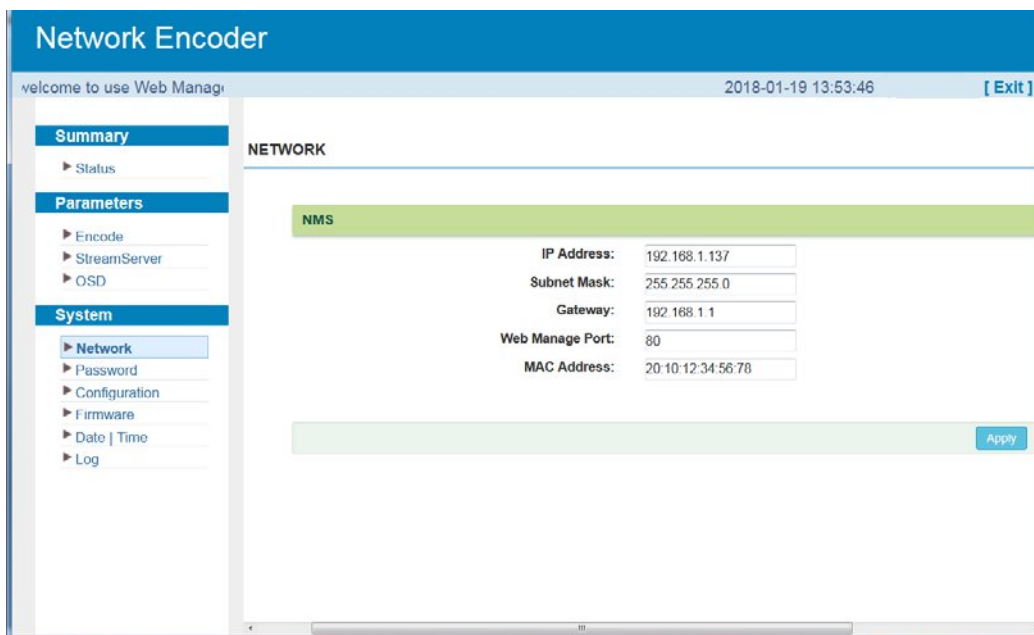 Network Encoder
velcome to use Web Manag
2018-01-19 13:53:46
[ Exit ]
Summary
Status
Parameters
Encode
StreamServer
OSD
System
Network
Password
Configuration
Firmware
Date | Time
Log
NETWORK
NMS
IP Address: 192.168.1.137
Subnet Mask: 255.255.255.0
Gateway: 192.168.1.1
Web Manage Port: 80
MAC Address: 20:10:12:34:56:78
Apply